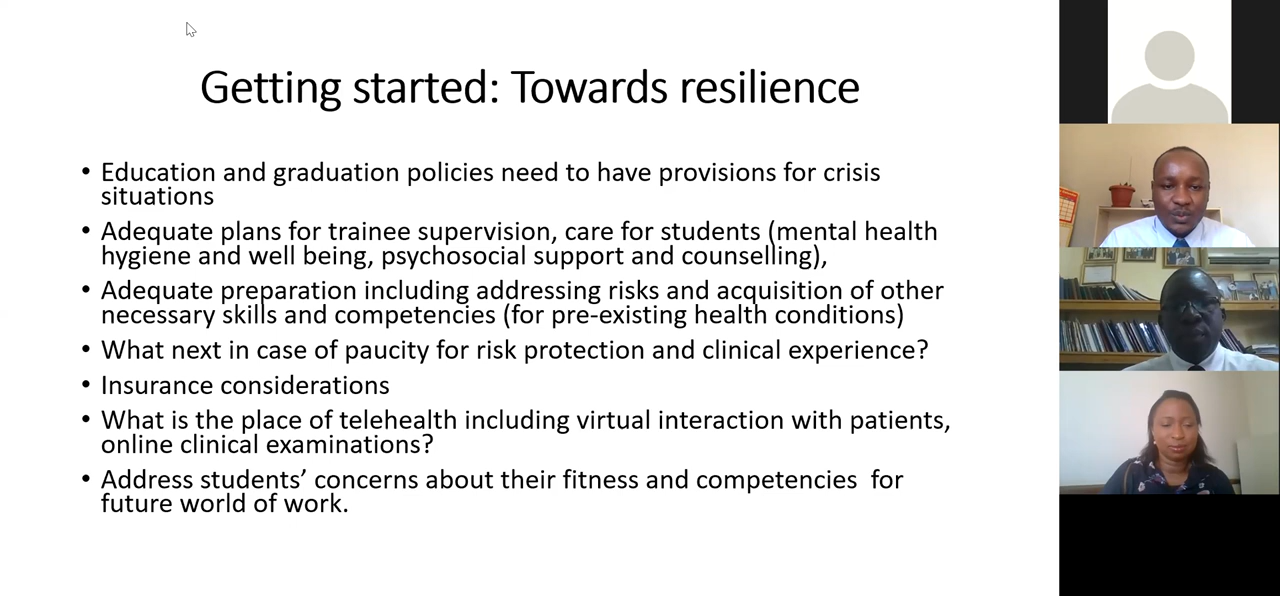 Getting started: Towards resilience
• Education and graduation policies need to have provisions for crisis
situations
• Adequate plans for trainee supervision, care for students (mental health
hygiene and well being, psychosocial support and counselling),
• Adequate preparation including addressing risks and acquisition of other
necessary skills and competencies (for pre-existing health conditions)
• What next in case of paucity for risk protection and clinical experience?
• Insurance considerations
• What is the place of telehealth including virtual interaction with patients,
online clinical examinations?
• Address students’ concerns about their fitness and competencies  for
future world of work.